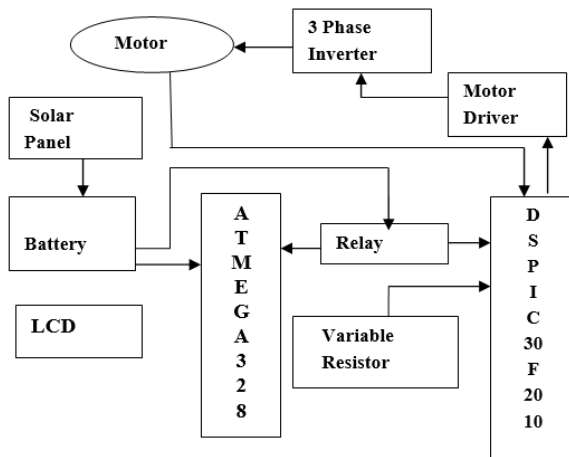 Motor
3 Phase
Inverter
Motor
Driver
Solar
Panel
Battery
LCD
A
T
M
E
G
A
3
2
8
Relay
Variable
Resistor
D
S
P
I
C
30
F
20
10